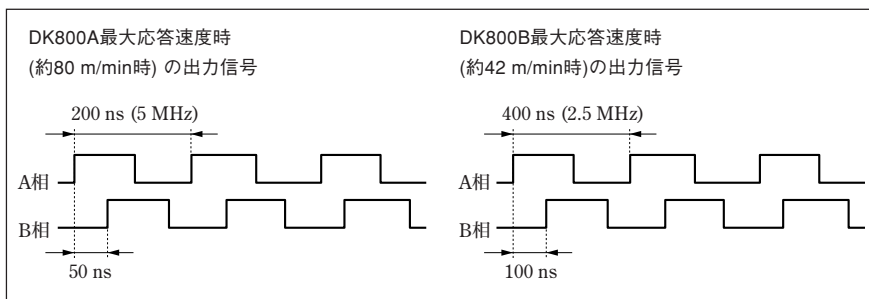 DK800A最大応答速度時
(約80 m/min時) の出力信号
200 ns (5 MHz)
A相
B相
50 ns
DK800B最大応答速度時
(約42 m/min時)の出力信号
400 ns (2.5 MHz)
A相
B相
100 ns